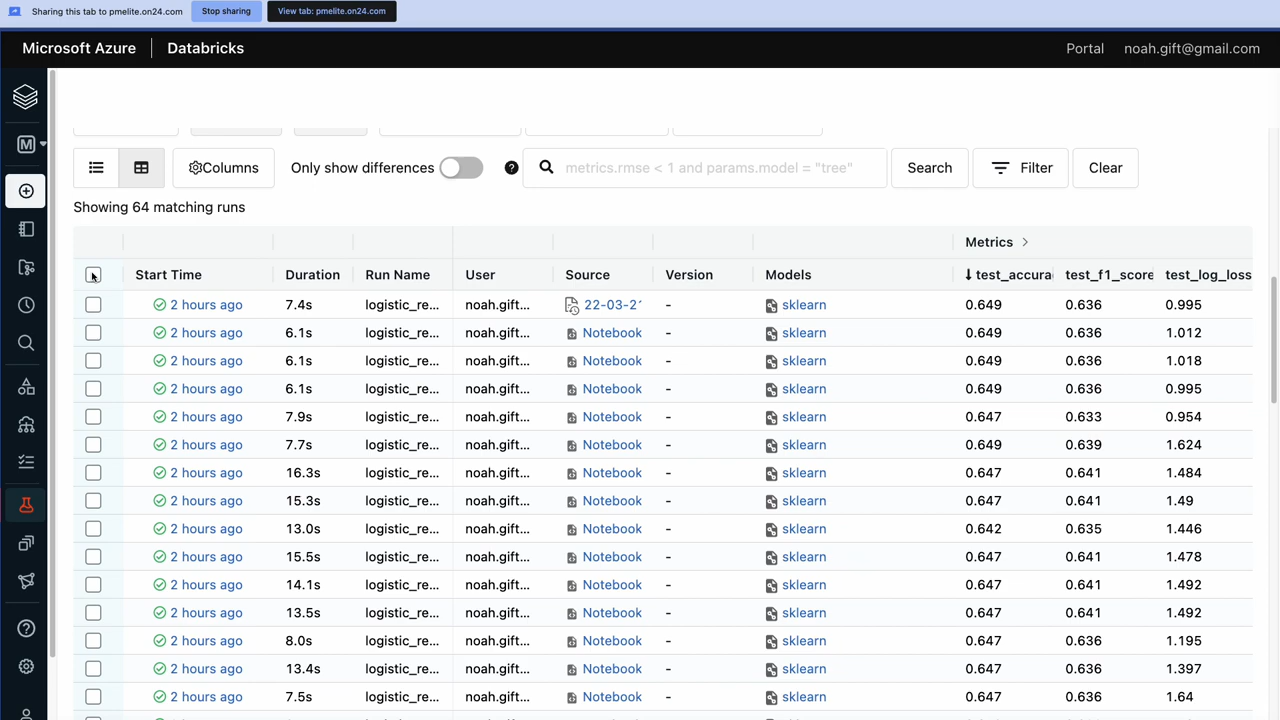 Sharing this tab to pmelite.on24.com Stop sharing View tab: pmelite.on24.com
Microsoft Azure Databricks Portal noah.gift@gmail.com
M
Columns Only show differences ? metrics.rmse < 1 and params.model = "tree" Search Filter Clear
Showing 64 matching runs
Metrics
Start Time Duration Run Name User Source Version Models ↓ test_accura test_f1_score test_log_loss
2 hours ago 7.4s logistic_re... noah.gift... 22-03-2 - sklearn 0.649 0.636 0.995
2 hours ago 6.1s logistic_re... noah.gift... Notebook - sklearn 0.649 0.636 1.012
2 hours ago 6.1s logistic_re... noah.gift... Notebook - sklearn 0.649 0.636 1.018
2 hours ago 6.1s logistic_re... noah.gift... Notebook - sklearn 0.649 0.636 0.995
2 hours ago 7.9s logistic_re... noah.gift... Notebook - sklearn 0.647 0.633 0.954
2 hours ago 7.7s logistic_re... noah.gift... Notebook - sklearn 0.649 0.639 1.624
2 hours ago 16.3s logistic_re... noah.gift... Notebook - sklearn 0.647 0.641 1.484
2 hours ago 15.3s logistic_re... noah.gift... Notebook - sklearn 0.647 0.641 1.49
2 hours ago 13.0s logistic_re... noah.gift... Notebook - sklearn 0.642 0.635 1.446
2 hours ago 15.5s logistic_re... noah.gift... Notebook - sklearn 0.647 0.641 1.478
2 hours ago 14.1s logistic_re... noah.gift... Notebook - sklearn 0.647 0.641 1.492
2 hours ago 13.5s logistic_re... noah.gift... Notebook - sklearn 0.647 0.641 1.492
2 hours ago 8.0s logistic_re... noah.gift... Notebook - sklearn 0.647 0.636 1.195
2 hours ago 13.4s logistic_re... noah.gift... Notebook - sklearn 0.647 0.636 1.397
2 hours ago 7.5s logistic_re... noah.gift... Notebook - sklearn 0.647 0.636 1.64